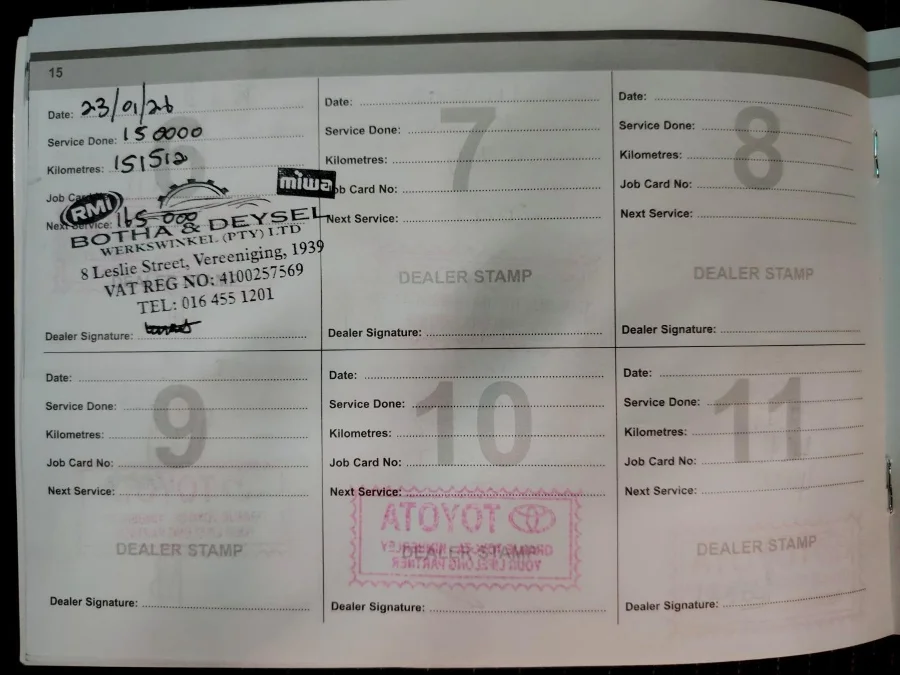 15
Date: 23/01/26
Service Done: 150000
Kilometres: 151512
Job Ca
miwa
RMI
Next Service: 165 000
BOTHA & DEYSEL
WERKSWINKEL (PTY) LTD
8 Leslie Street, Vereeniging, 1939
VAT REG NO: 4100257569
TEL: 016 455 1201
Dealer Signature:
7
Date:
Service Done:
Kilometres:
Job Card No:
Next Service:
DEALER STAMP
Dealer Signature:
8
Date:
Service Done:
Kilometres:
Job Card No:
Next Service:
DEALER STAMP
Dealer Signature:
9
Date:
Service Done:
Kilometres:
Job Card No:
Next Service:
DEALER STAMP
Dealer Signature:
10
Date:
Service Done:
Kilometres:
Job Card No:
Next Service:
TOYOTA
DEALER STAMP
YOUR LIFELONG PARTNER
Dealer Signature:
11
Date:
Service Done:
Kilometres:
Job Card No:
Next Service:
DEALER STAMP
Dealer Signature: